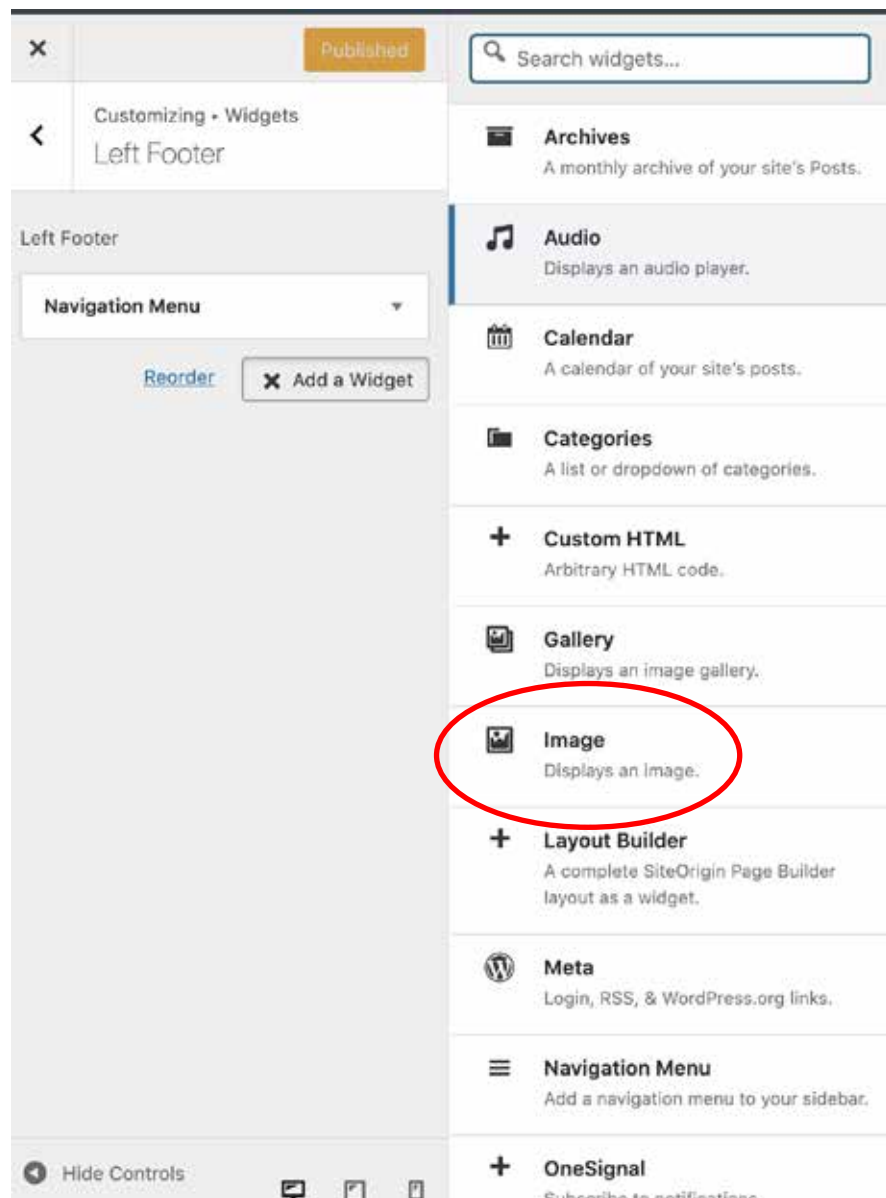 Published
Customizing • Widgets
Left Footer
Left Footer
Navigation Menu
Reorder
Add a Widget
Hide Controls
Search widgets...
Archives
A monthly archive of your site's Posts.
Audio
Displays an audio player.
Calendar
A calendar of your site's posts.
Categories
A list or dropdown of categories.
Custom HTML
Arbitrary HTML code.
Gallery
Displays an image gallery.
Image
Displays an image.
Layout Builder
A complete SiteOrigin Page Builder
layout as a widget.
Meta
Login, RSS, & WordPress.org links.
Navigation Menu
Add a navigation menu to your sidebar.
OneSignal
Subscribe to notifications